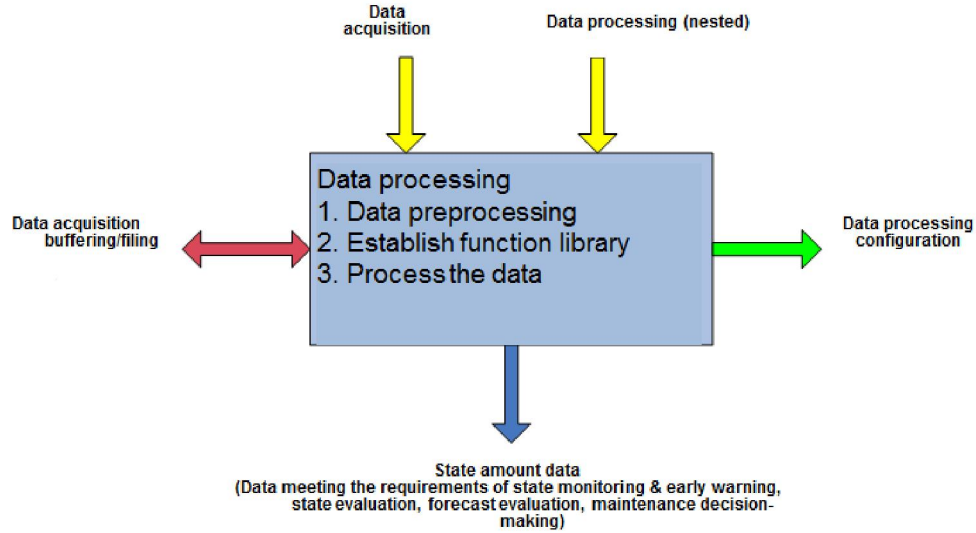 Data
acquisition
Data processing (nested)
Data processing
1. Data preprocessing
2. Establish function library
3. Process the data
Data acquisition
buffering/filing
Data processing
configuration
State amount data
(Data meeting the requirements of state monitoring & early warning,
state evaluation, forecast evaluation, maintenance decision-
making)